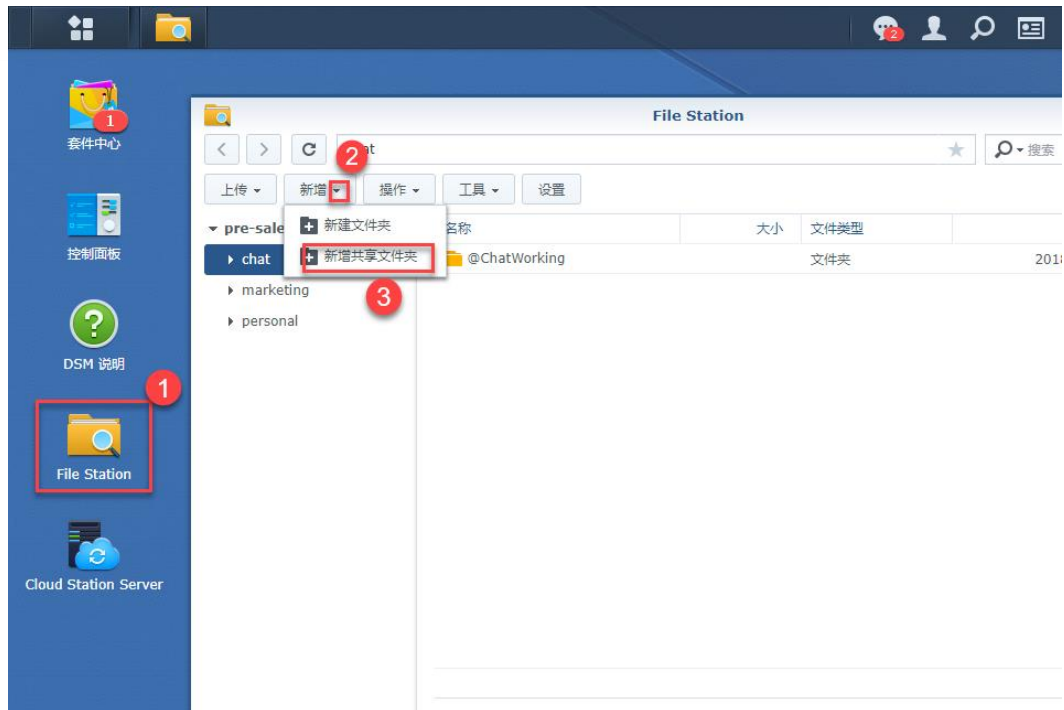 2
1
套件中心
控制面板
DSM 说明
1
File Station
Cloud Station Server
File Station
at
2
搜索
上传
新增
操作
工具
设置
新建文件夹
新增共享文件夹
3
pre-sale
chat
marketing
personal
名称
大小
文件类型
@ChatWorking
文件夹
2018